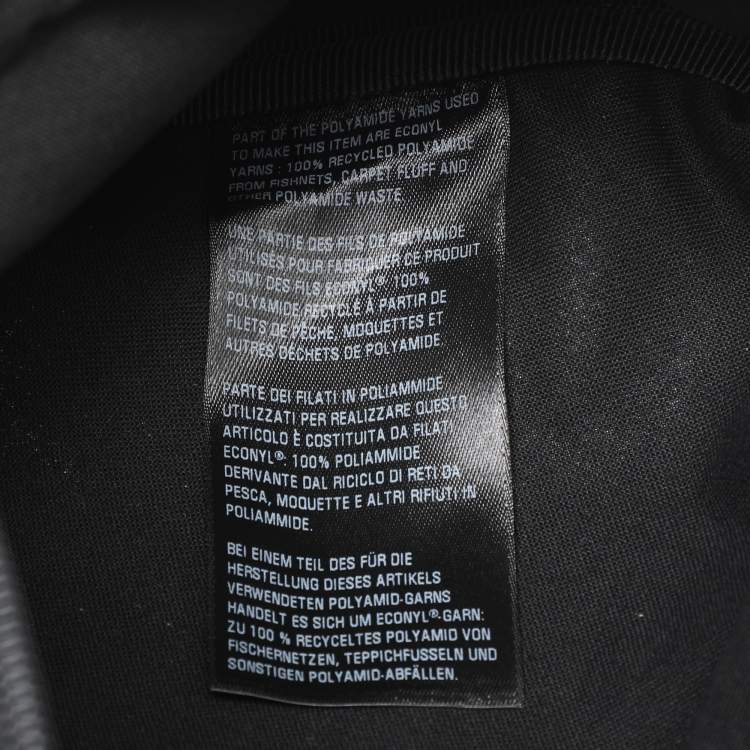 PART OF THE POLYAMIDE YARNS USED
TO MAKE THIS ITEM ARE ECONYL
YARNS : 100% RECYCLED POLYAMIDE
FROM FISHNETS, CARPET FLUFF AND
OTHER POLYAMIDE WASTE
UNE PARTIE DES FILS DE POLYAMIDE
UTILISES POUR FABRIQUER CE PRODUIT
SONT DES FILS ECONYL® 100%
POLYAMIDE RECYCLÉ À PARTIR DE
FILETS DE PÊCHE, MOQUETTES ET
AUTRES DÉCHETS DE POLYAMIDE
PARTE DEI FILATI IN POLIAMMIDE
UTILIZZATI PER REALIZZARE QUESTO
ARTICOLO È COSTITUITA DA FILATI
ECONYL®: 100% POLIAMMIDE
DERIVANTE DAL RICICLO DI RETI DA
PESCA, MOQUETTE E ALTRI RIFIUTI IN
POLIAMMIDE.
BEI EINEM TEIL DES FÜR DIE
HERSTELLUNG DIESES ARTIKELS
VERWENDETEN POLYAMID-GARNS
HANDELT ES SICH UM ECONYL®-GARN:
ZU 100 % RECYCELTES POLYAMID VON
FISCHERNETZEN, TEPPICHFUSSELN UND
SONSTIGEN POLYAMID-ABFÄLLEN.